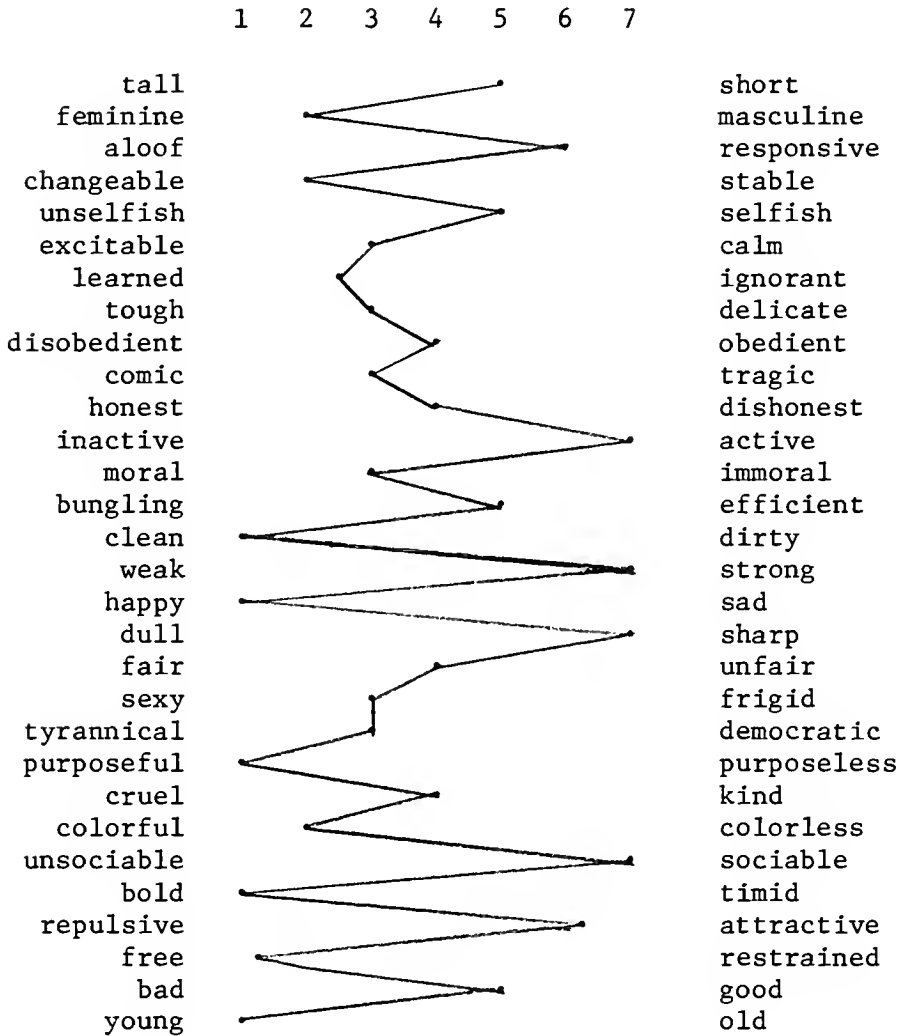 1 2 3 4 5 6 7
tall short
feminine masculine
aloof responsive
changeable stable
unselfish selfish
excitable calm
learned ignorant
tough delicate
disobedient obedient
comic tragic
honest dishonest
inactive active
moral immoral
bungling efficient
clean dirty
weak strong
happy sad
dull sharp
fair unfair
sexy frigid
tyrannical democratic
purposeful purposeless
cruel kind
colorful colorless
unsociable sociable
bold timid
repulsive attractive
free restrained
bad good
young old